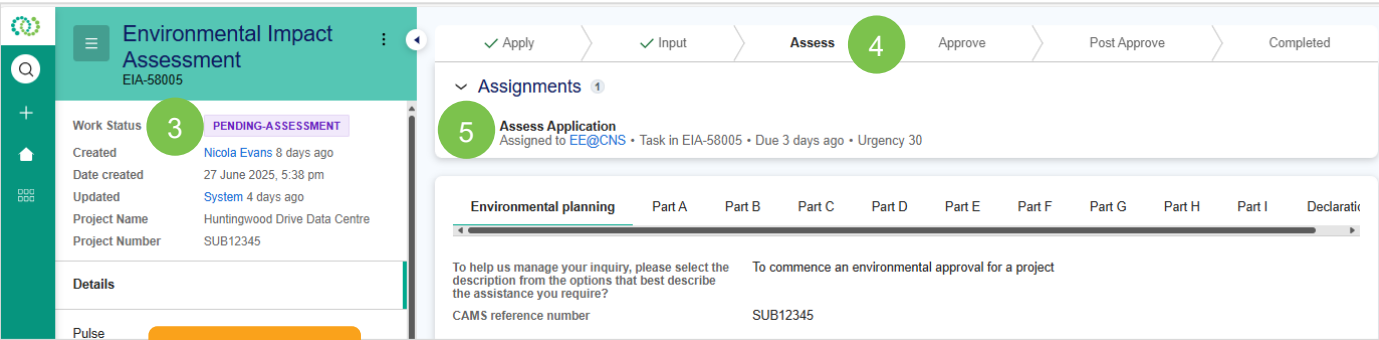 Environmental Impact
Assessment
EIA-58005
Work Status 3 PENDING-ASSESSMENT
Created Nicola Evans 8 days ago
Date created 27 June 2025, 5:38 pm
Updated System 4 days ago
Project Name Huntingwood Drive Data Centre
Project Number SUB12345
Details
Pulse
Apply Input Assess 4 Approve Post Approve Completed
Assignments 1
5 Assess Application
Assigned to EE@CNS • Task in EIA-58005 • Due 3 days ago • Urgency 30
Environmental planning Part A Part B Part C Part D Part E Part F Part G Part H Part I Declaratic
To help us manage your inquiry, please select the To commence an environmental approval for a project
description from the options that best describe
the assistance you require?
CAMS reference number SUB12345